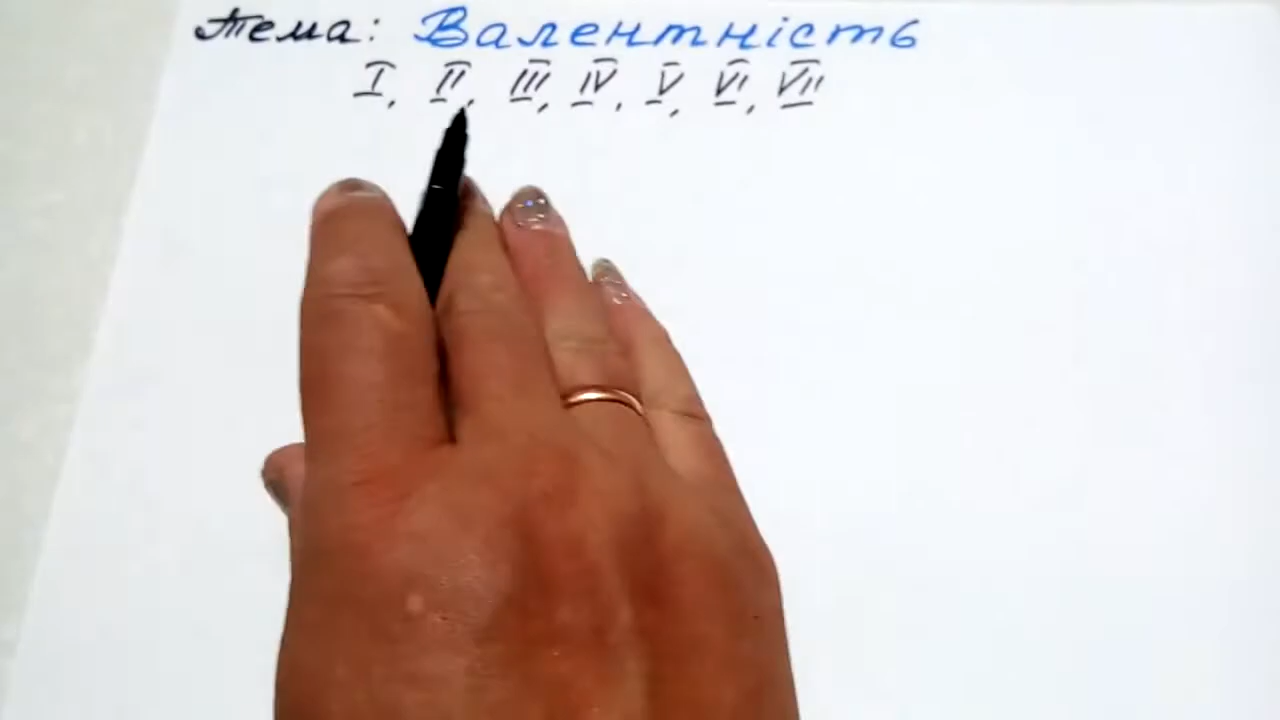 Тема: Валентність
I, II, III, IV, V, VI, VII